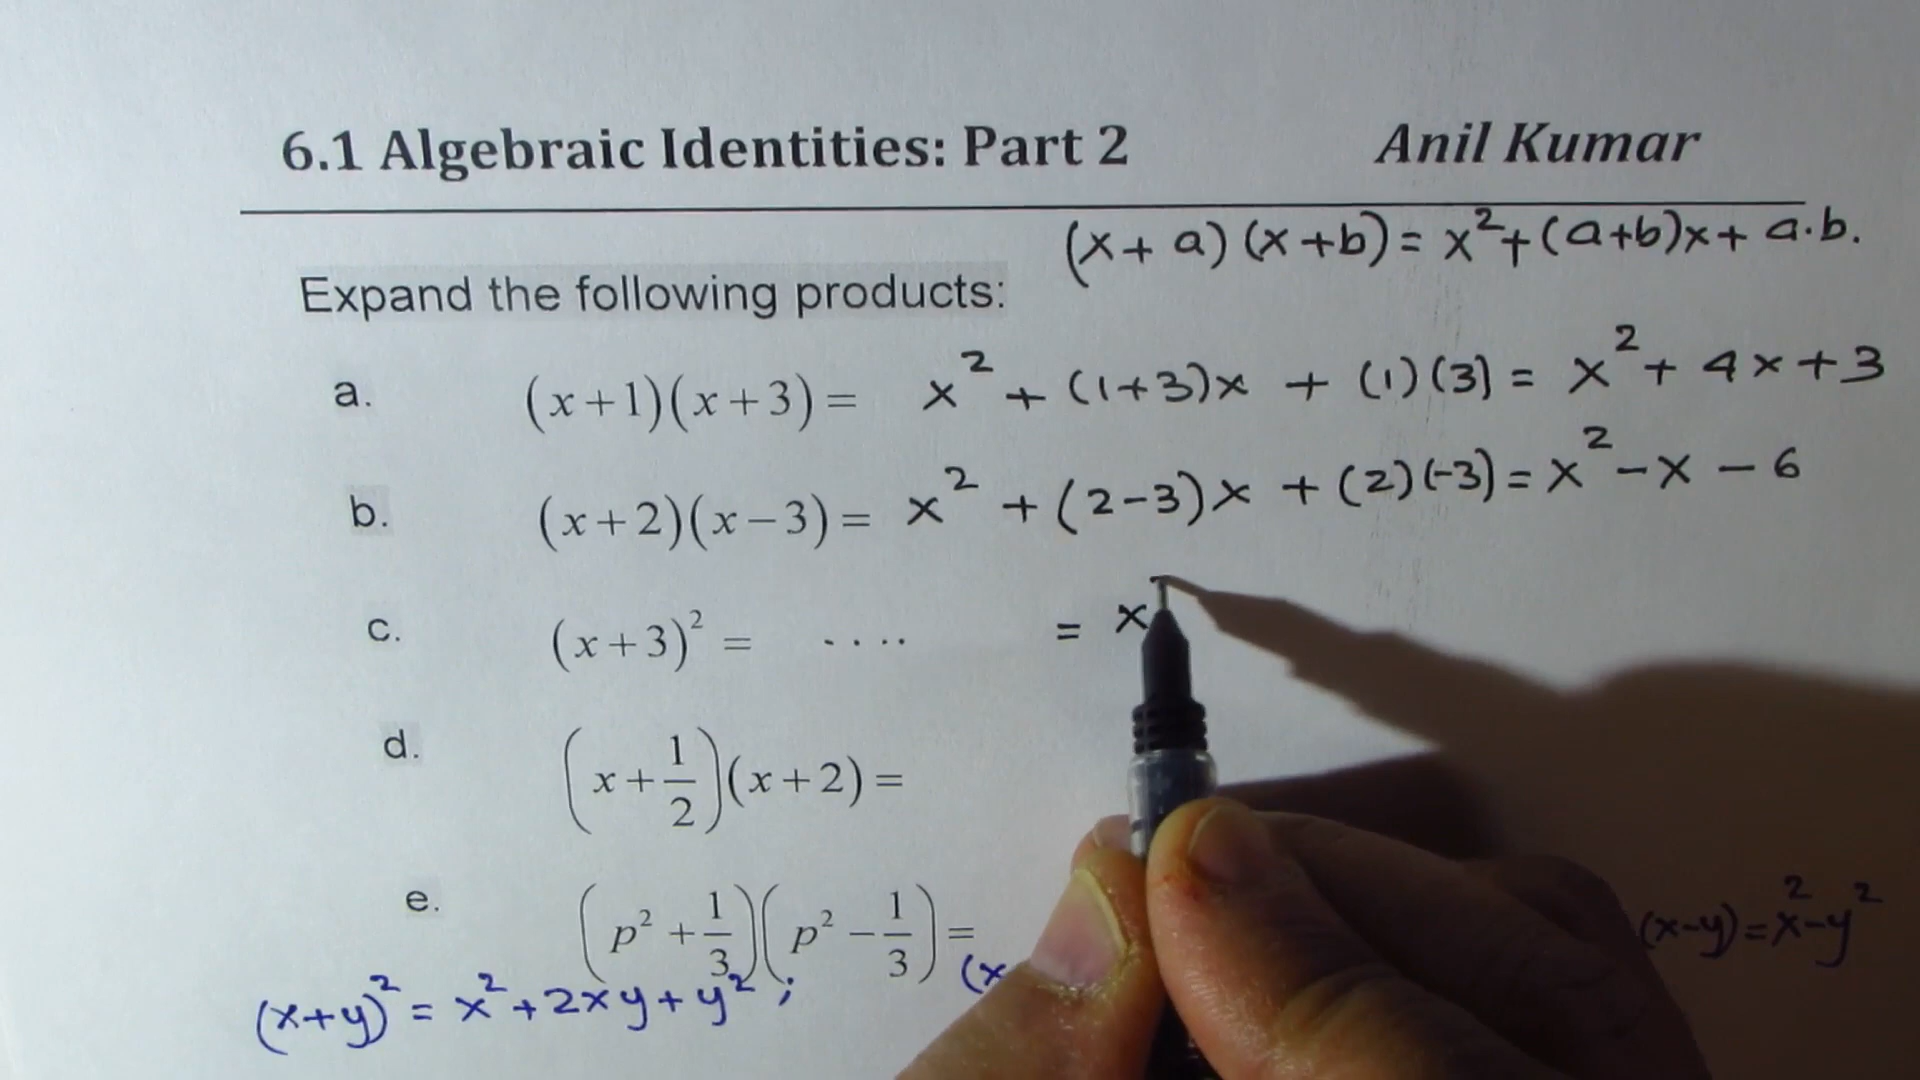 6.1 Algebraic Identities: Part 2 Anil Kumar
(x + a) (x + b) = x² + (a+b)x + a·b.
Expand the following products:
a. (x+1)(x+3) = x² + (1+3)x + (1)(3) = x² + 4x + 3
b. (x+2)(x−3) = x² + (2−3)x + (2)(−3) = x² − x − 6
c. (x+3)² = .... = x
d. (x + 1/2)(x+2) =
e. (p² + 1/3)(p² − 1/3) =
(x+y)² = x² + 2xy + y² ; (x (x−y) = x² − y²